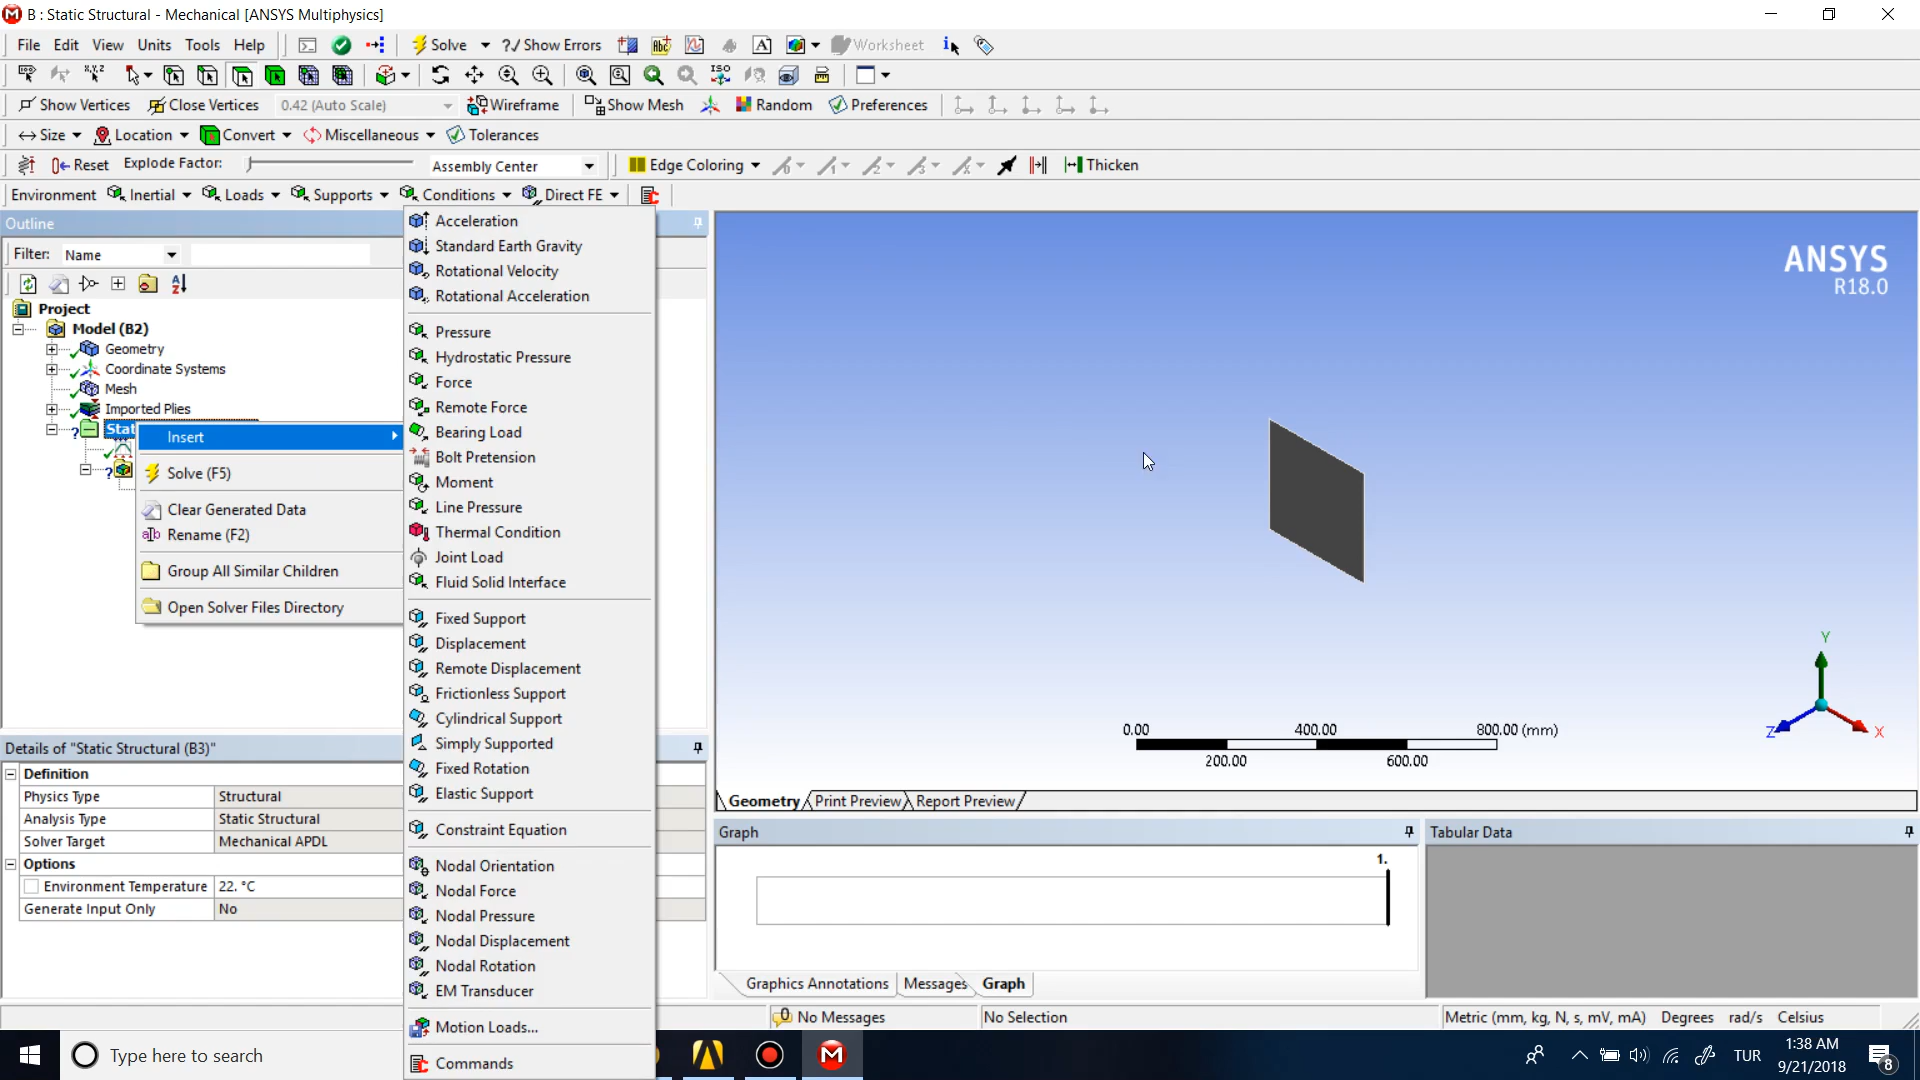 B : Static Structural - Mechanical [ANSYS Multiphysics]
File Edit View Units Tools Help Solve ?/ Show Errors Worksheet
Show Vertices Close Vertices 0.42 (Auto Scale) Wireframe Show Mesh Random Preferences
Size Location Convert Miscellaneous Tolerances
Reset Explode Factor: Assembly Center Edge Coloring Thicken
Environment Inertial Loads Supports Conditions Direct FE
Outline
Filter: Name
Project
Model (B2)
Geometry
Coordinate Systems
Mesh
Imported Plies
Stat
Insert
Solve (F5)
Clear Generated Data
Rename (F2)
Group All Similar Children
Open Solver Files Directory
Acceleration
Standard Earth Gravity
Rotational Velocity
Rotational Acceleration
Pressure
Hydrostatic Pressure
Force
Remote Force
Bearing Load
Bolt Pretension
Moment
Line Pressure
Thermal Condition
Joint Load
Fluid Solid Interface
Fixed Support
Displacement
Remote Displacement
Frictionless Support
Cylindrical Support
Simply Supported
Fixed Rotation
Elastic Support
Constraint Equation
Nodal Orientation
Nodal Force
Nodal Pressure
Nodal Displacement
Nodal Rotation
EM Transducer
Motion Loads...
Commands
Details of "Static Structural (B3)"
Definition
Physics Type Structural
Analysis Type Static Structural
Solver Target Mechanical APDL
Options
Environment Temperature 22. °C
Generate Input Only No
ANSYS
R18.0
Y
Z X
0.00 400.00 800.00 (mm)
200.00 600.00
Geometry Print Preview Report Preview
Graph
1.
Tabular Data
Graphics Annotations Messages Graph
No Messages No Selection Metric (mm, kg, N, s, mV, mA) Degrees rad/s Celsius
Type here to search
TUR
1:38 AM
9/21/2018
8